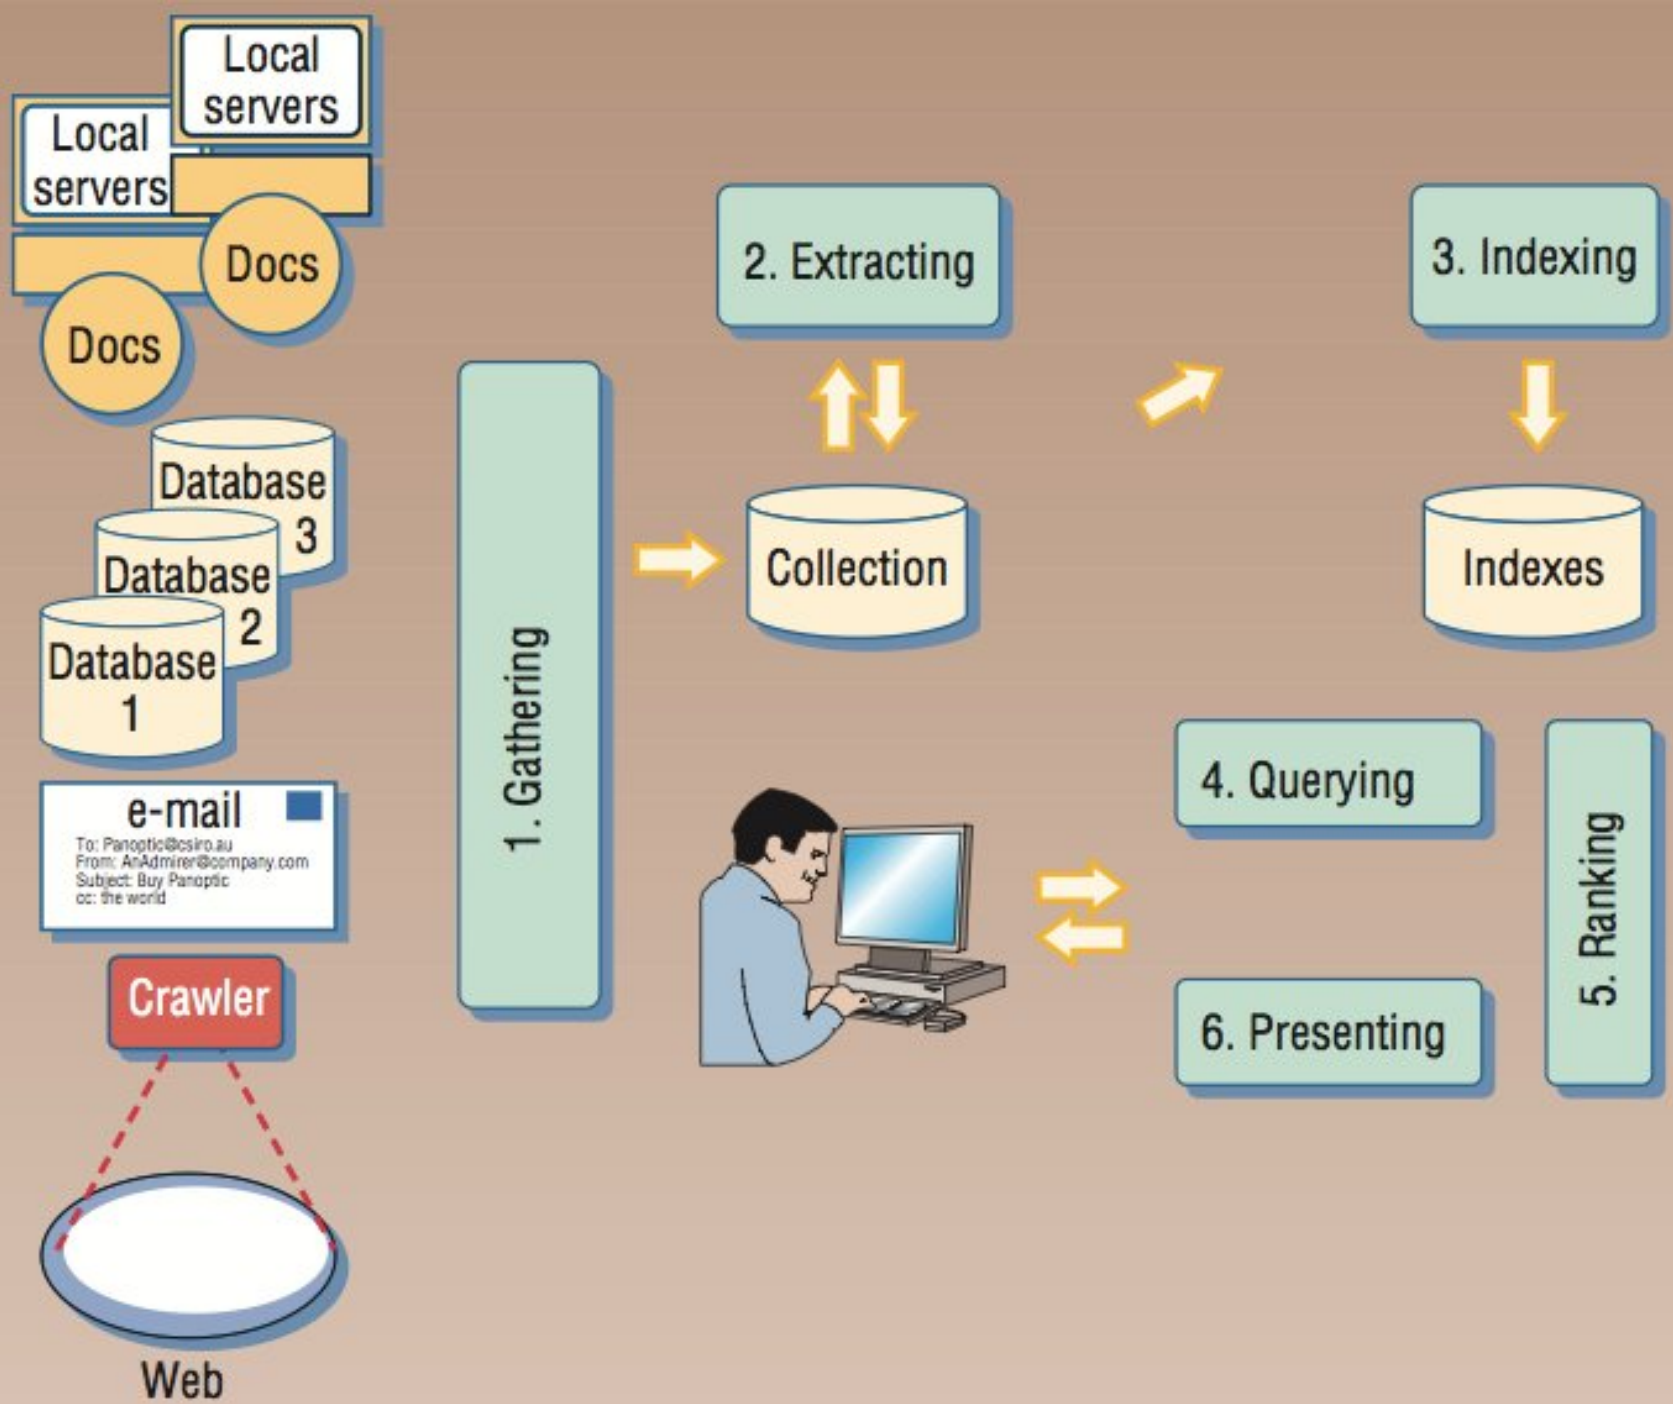 Local
servers
Local
servers
Docs
Docs
Database
3
Database
2
Database
1
e-mail
To: Panoptic@csiro.au
From: AnAdmirer@company.com
Subject: Buy Panoptic
cc: the world
Crawler
Web
1. Gathering
2. Extracting
Collection
3. Indexing
Indexes
4. Querying
5. Ranking
6. Presenting